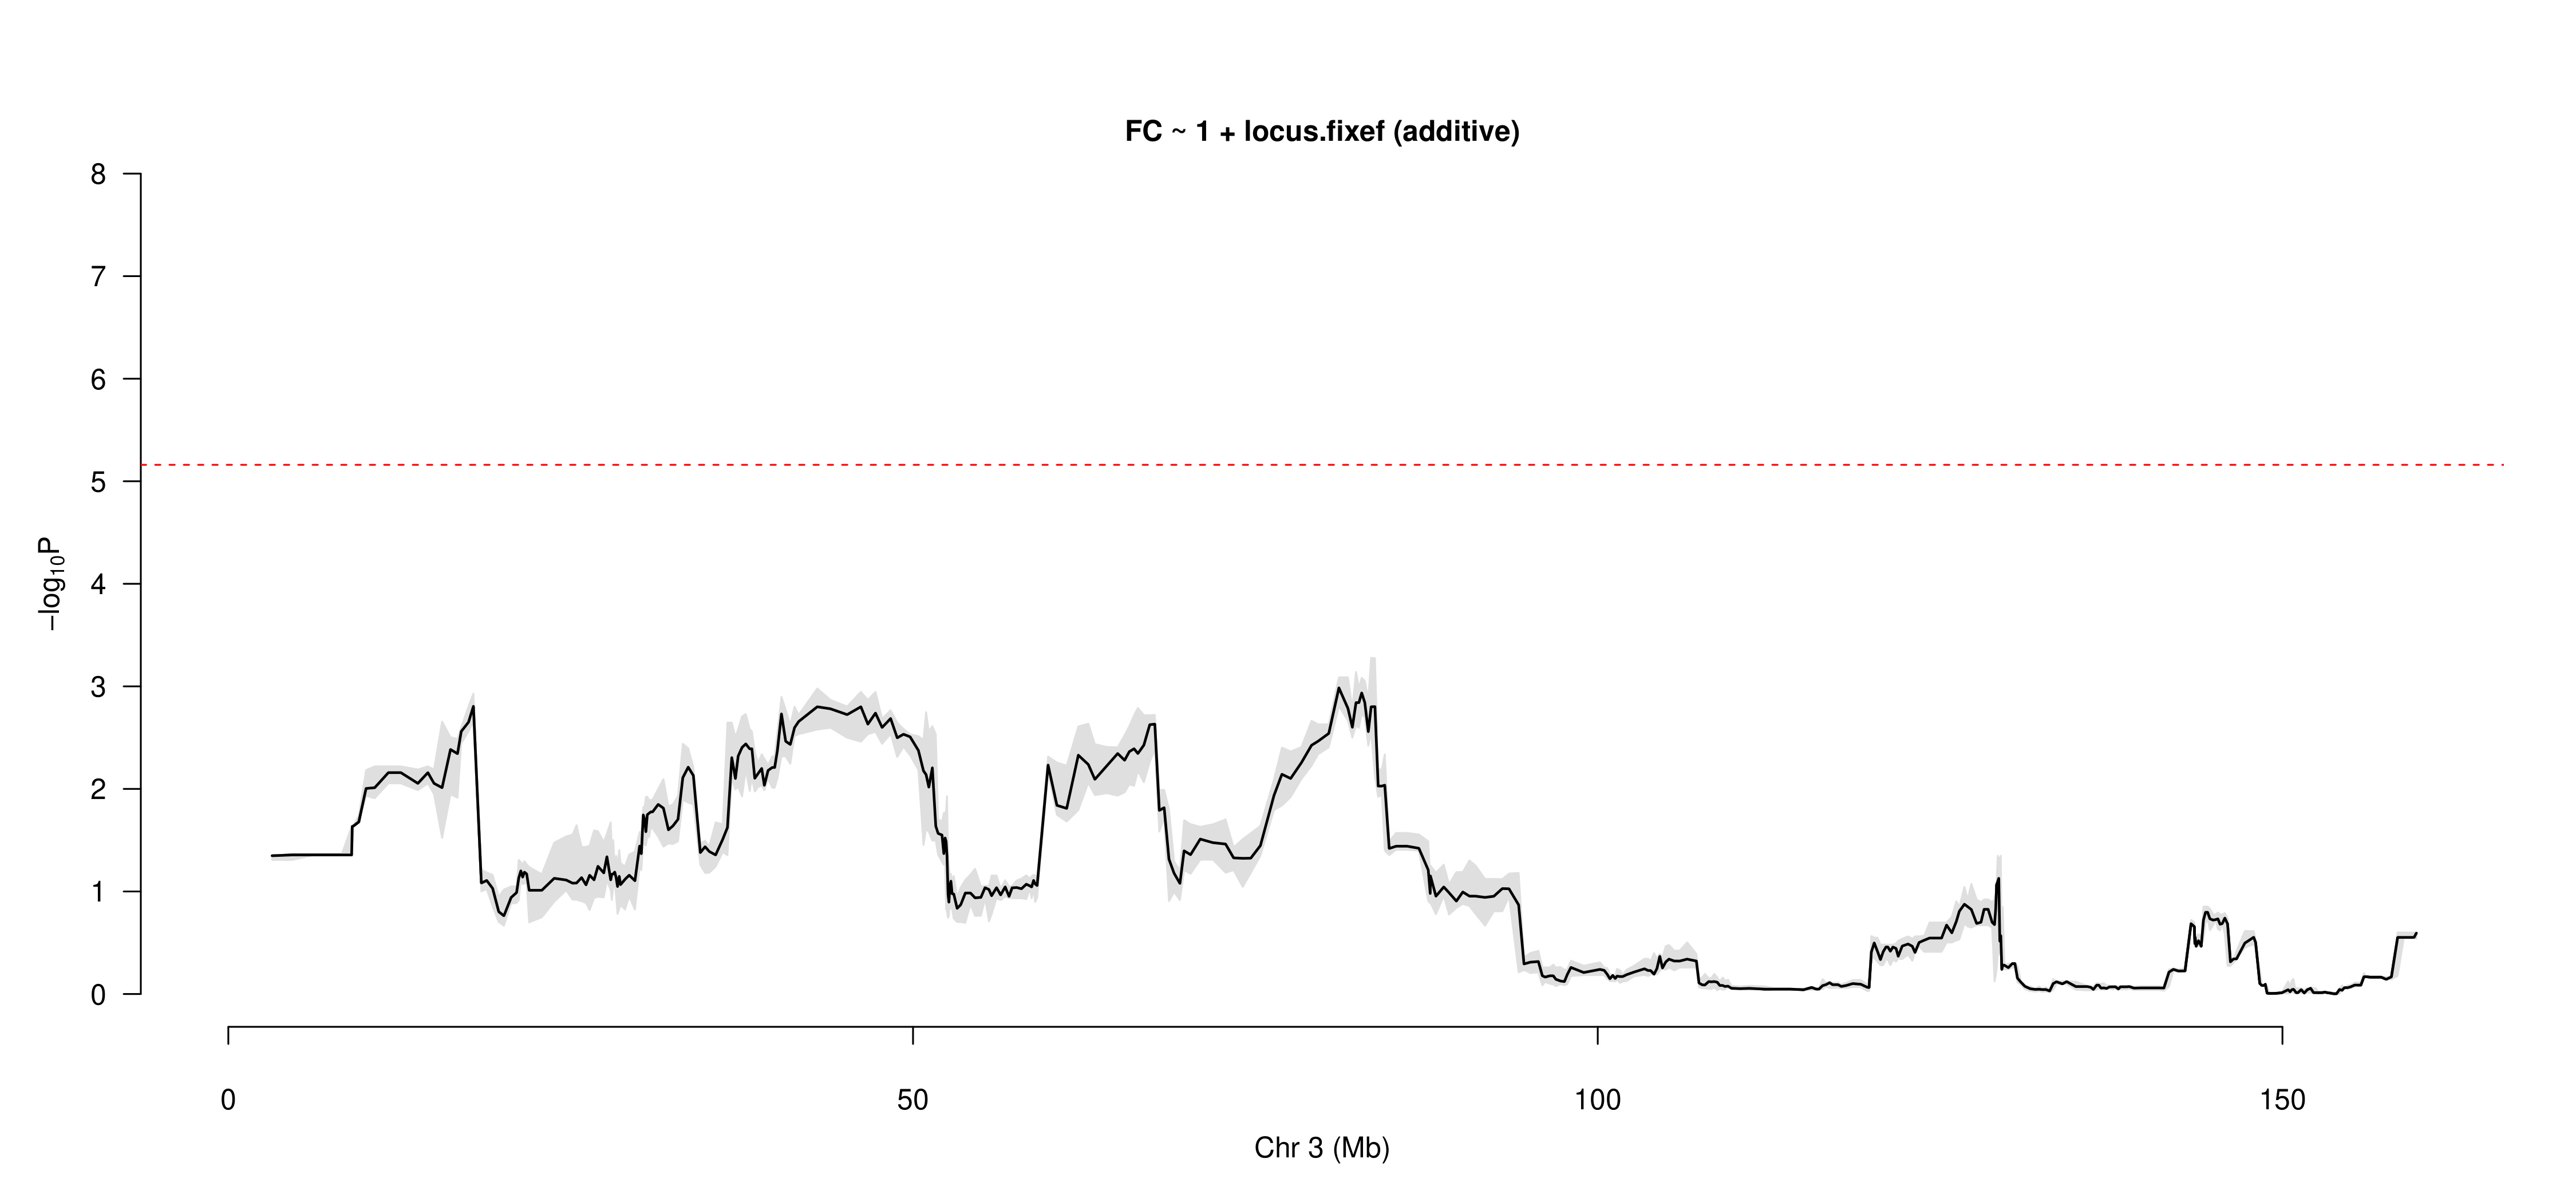 FC ~ 1 + locus.fixef (additive)
8
7
6
5
4
3
2
1
0
−log₁₀P
0 50 100 150
Chr 3 (Mb)